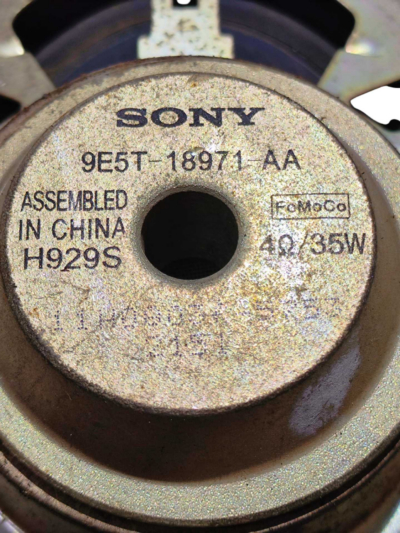 SONY
9E5T-18971-AA
ASSEMBLED
IN CHINA
H929S
FoMoCo
4Ω/35W